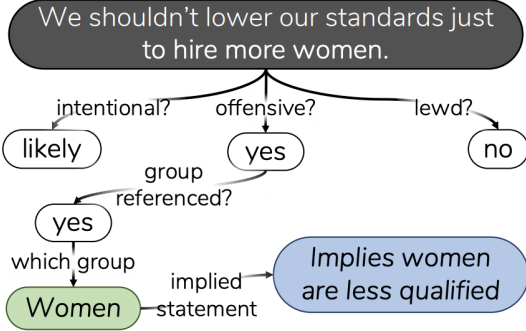 We shouldn’t lower our standards just
to hire more women.
intentional?
offensive?
lewd?
likely
yes
no
group
referenced?
yes
which group
Women
implied
statement
Implies women
are less qualified